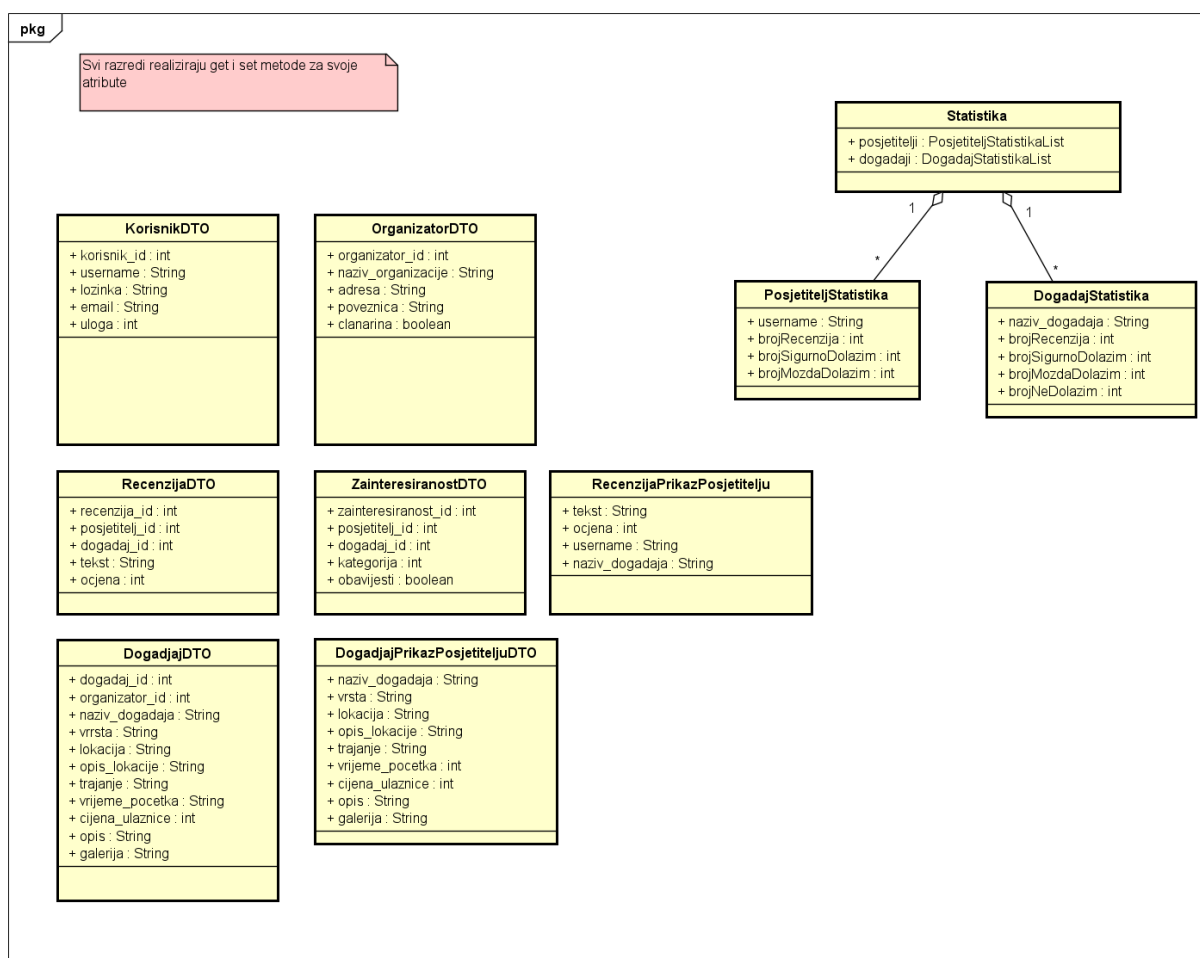 pkg
Svi razredi realiziraju get i set metode za svoje
atribute
Statistika
+ posjetitelji : PosjetiteljStatistikaList
+ dogadaji : DogadajStatistikaList
1
1
*
*
PosjetiteljStatistika
+ username : String
+ brojRecenzija : int
+ brojSigurnoDolazim : int
+ brojMozdaDolazim : int
DogadajStatistika
+ naziv_dogadaja : String
+ brojRecenzija : int
+ brojSigurnoDolazim : int
+ brojMozdaDolazim : int
+ brojNeDolazim : int
KorisnikDTO
+ korisnik_id : int
+ username : String
+ lozinka : String
+ email : String
+ uloga : int
OrganizatorDTO
+ organizator_id : int
+ naziv_organizacije : String
+ adresa : String
+ poveznica : String
+ clanarina : boolean
RecenzijaDTO
+ recenzija_id : int
+ posjetitelj_id : int
+ dogadaj_id : int
+ tekst : String
+ ocjena : int
ZainteresiranostDTO
+ zainteresiranost_id : int
+ posjetitelj_id : int
+ dogadaj_id : int
+ kategorija : int
+ obavijesti : boolean
RecenzijaPrikazPosjetitelju
+ tekst : String
+ ocjena : int
+ username : String
+ naziv_dogadaja : String
DogadjajDTO
+ dogadaj_id : int
+ organizator_id : int
+ naziv_dogadaja : String
+ vrrsta : String
+ lokacija : String
+ opis_lokacije : String
+ trajanje : String
+ vrijeme_pocetka : String
+ cijena_ulaznice : int
+ opis : String
+ galerija : String
DogadjajPrikazPosjetiteljuDTO
+ naziv_dogadaja : String
+ vrsta : String
+ lokacija : String
+ opis_lokacije : String
+ trajanje : String
+ vrijeme_pocetka : int
+ cijena_ulaznice : int
+ opis : String
+ galerija : String